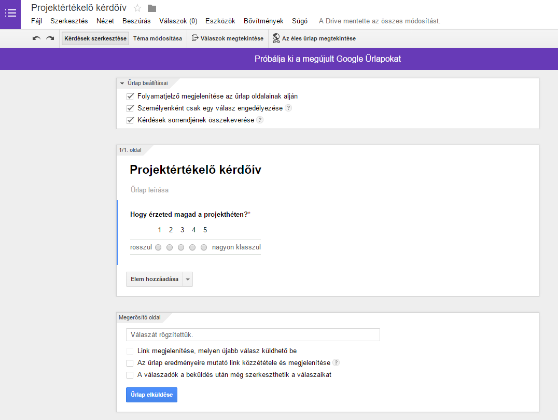 Projektértékelő kérdőív
Fájl Szerkesztés Nézet Beszúrás Válaszok (0) Eszközök Bővítmények Súgó A Drive mentette az összes módosítást
Kérdések szerkesztése Téma módosítása Válaszok megtekintése Az éles űrlap megtekintése
Próbálja ki a megújult Google Űrlapokat
Űrlap beállításai
Folyamatjelző megjelenítése az űrlap oldalainak alján
Személyenként csak egy válasz engedélyezése ?
Kérdések sorrendjének összekeverése ?
1/1. oldal
Projektértékelő kérdőív
Űrlap leírása
Hogy érzeted magad a projekthéten?*
1 2 3 4 5
rosszul nagyon klasszul
Elem hozzáadása
Megerősítő oldal
Válaszát rögzítettük.
Link megjelenítése, melyen újabb válasz küldhető be
Az űrlap eredményeire mutató link közzététele és megjelenítése ?
A válaszadók a beküldés után még szerkeszthetik a válaszaikat
Űrlap elküldése